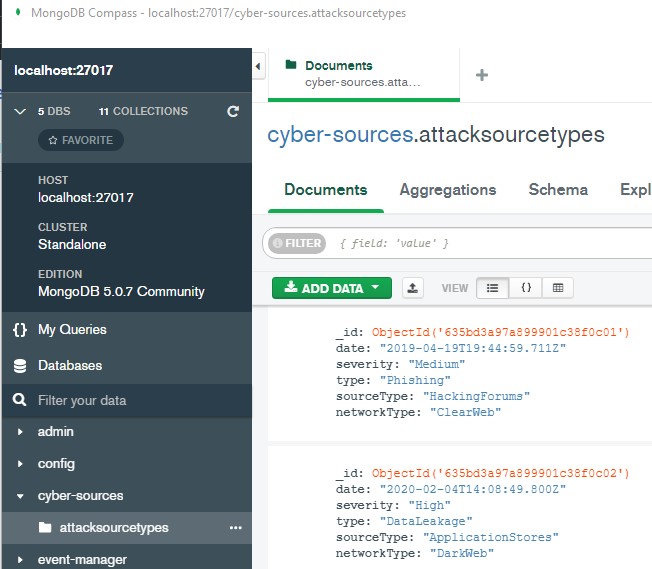 MongoDB Compass - localhost:27017/cyber-sources.attacksourcetypes
localhost:27017
5 DBS 11 COLLECTIONS
FAVORITE
HOST
localhost:27017
CLUSTER
Standalone
EDITION
MongoDB 5.0.7 Community
{} My Queries
Databases
Filter your data
admin
config
cyber-sources
attacksourcetypes ...
event-manager
Documents
cyber-sources.atta...
+
cyber-sources.attacksourcetypes
Documents Aggregations Schema Expl
FILTER { field: 'value' }
ADD DATA VIEW {}
_id: ObjectId('635bd3a97a899901c38f0c01')
date: "2019-04-19T19:44:59.711Z"
severity: "Medium"
type: "Phishing"
sourceType: "HackingForums"
networkType: "ClearWeb"
_id: ObjectId('635bd3a97a899901c38f0c02')
date: "2020-02-04T14:08:49.800Z"
severity: "High"
type: "DataLeakage"
sourceType: "ApplicationStores"
networkType: "DarkWeb"